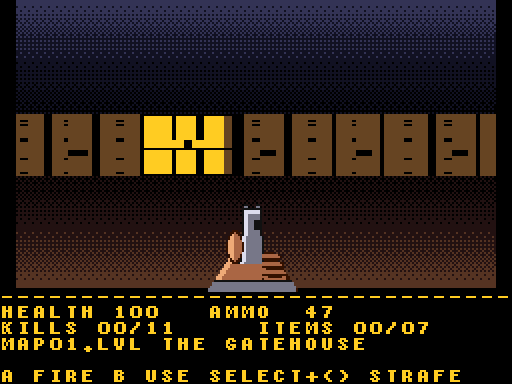 HEALTH 100 AMMO 47
KILLS 00/11 ITEMS 00/07
MAP01.LVL THE GATEHOUSE
A FIRE B USE SELECT+<> STRAFE